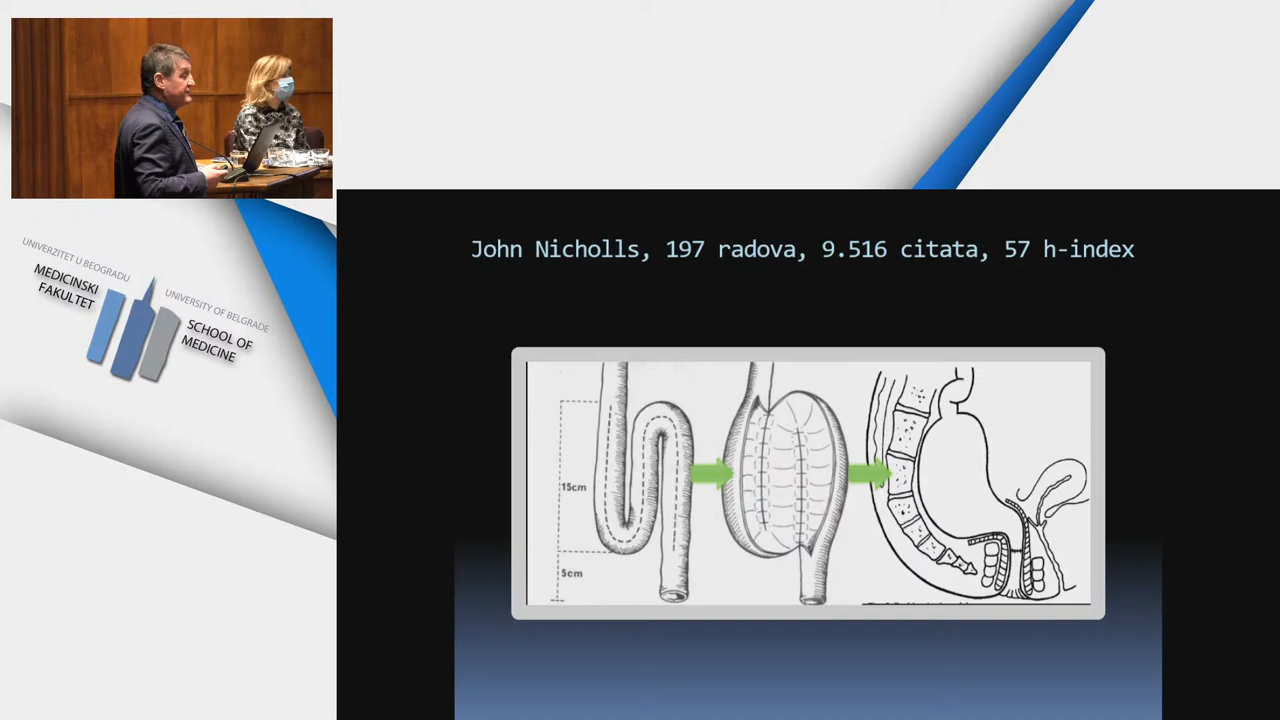 John Nicholls, 197 radova, 9.516 citata, 57 h-index
UNIVERZITET U BEOGRADU
MEDICINSKI
FAKULTET
UNIVERSITY OF BELGRADE
SCHOOL OF
MEDICINE
15cm
5cm